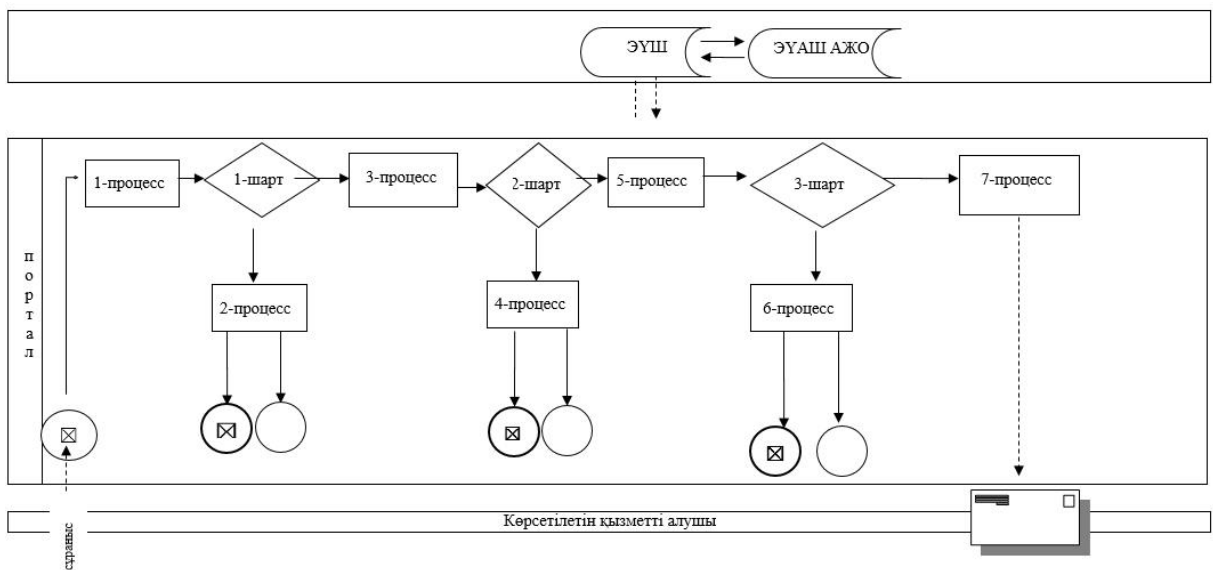 ЭҮШ
ЭҮАШ АЖО
1-процесс
1-шарт
3-процесс
2-шарт
5-процесс
3-шарт
7-процесс
портал
2-процесс
4-процесс
6-процесс
сұраныс
Көрсетілетін қызметті алушы